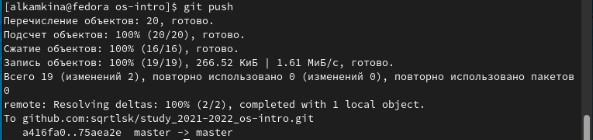 [alkamkina@fedora os-intro]$ git push
Перечисление объектов: 20, готово.
Подсчет объектов: 100% (20/20), готово.
Сжатие объектов: 100% (16/16), готово.
Запись объектов: 100% (19/19), 266.52 КиБ | 1.61 МиБ/с, готово.
Всего 19 (изменений 2), повторно использовано 0 (изменений 0), повторно использовано пакетов
0
remote: Resolving deltas: 100% (2/2), completed with 1 local object.
To github.com:sqrtlsk/study_2021-2022_os-intro.git
a416fa0..75aea2e  master -> master